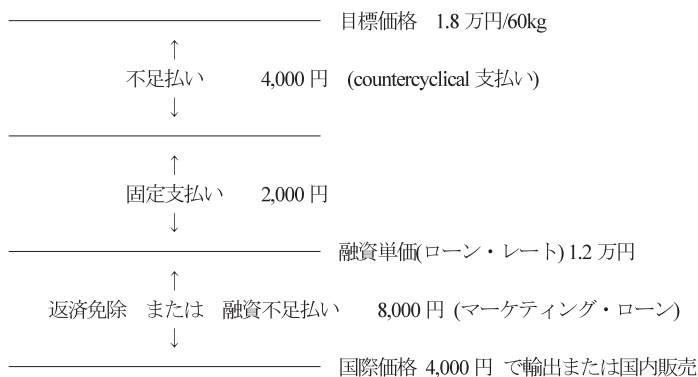 目標価格　1.8 万円/60kg
↑
不足払い　　4,000 円　(countercyclical 支払い)
↓
↑
固定支払い　　2,000 円
↓
融資単価(ローン・レート) 1.2 万円
↑
返済免除　または　融資不足払い　　8,000 円 (マーケティング・ローン)
↓
国際価格 4,000 円 で輸出または国内販売